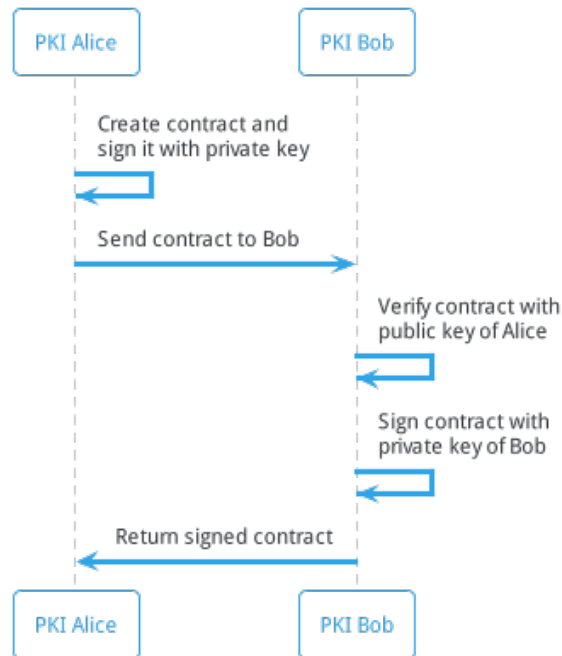 PKI Alice
PKI Bob
Create contract and
sign it with private key
Send contract to Bob
Verify contract with
public key of Alice
Sign contract with
private key of Bob
Return signed contract
PKI Alice
PKI Bob